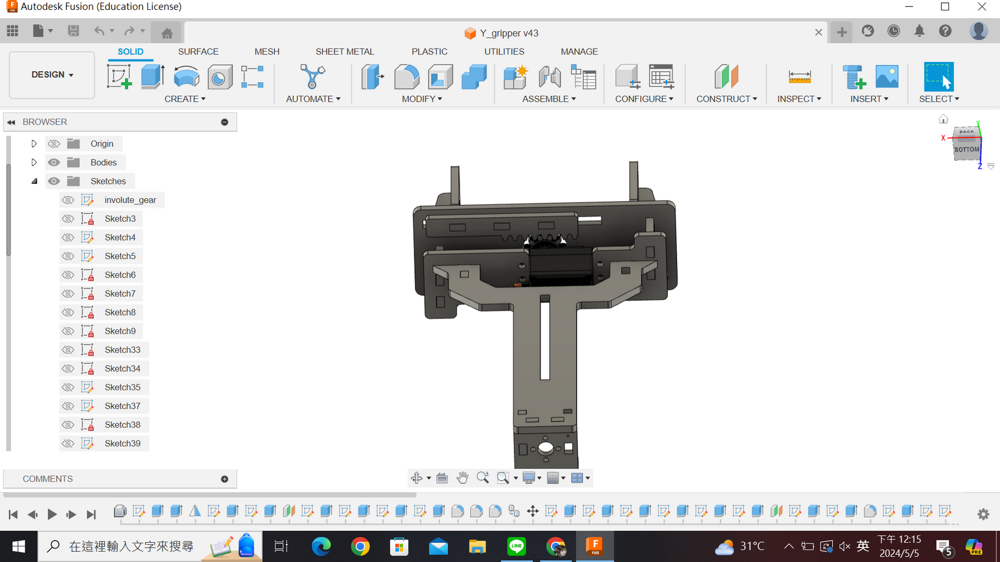 Autodesk Fusion (Education License)
Y_gripper v43
SOLID SURFACE MESH SHEET METAL PLASTIC UTILITIES MANAGE
DESIGN
CREATE AUTOMATE MODIFY ASSEMBLE CONFIGURE CONSTRUCT INSPECT INSERT SELECT
BROWSER
Origin
Bodies
Sketches
involute_gear
Sketch3
Sketch4
Sketch5
Sketch6
Sketch7
Sketch8
Sketch9
Sketch33
Sketch34
Sketch35
Sketch37
Sketch38
Sketch39
Y
BACK
X
BOTTOM
Z
COMMENTS
在這裡輸入文字來搜尋
LINE
F
FUS
31°C
英
下午 12:15
2024/5/5
5
PRE